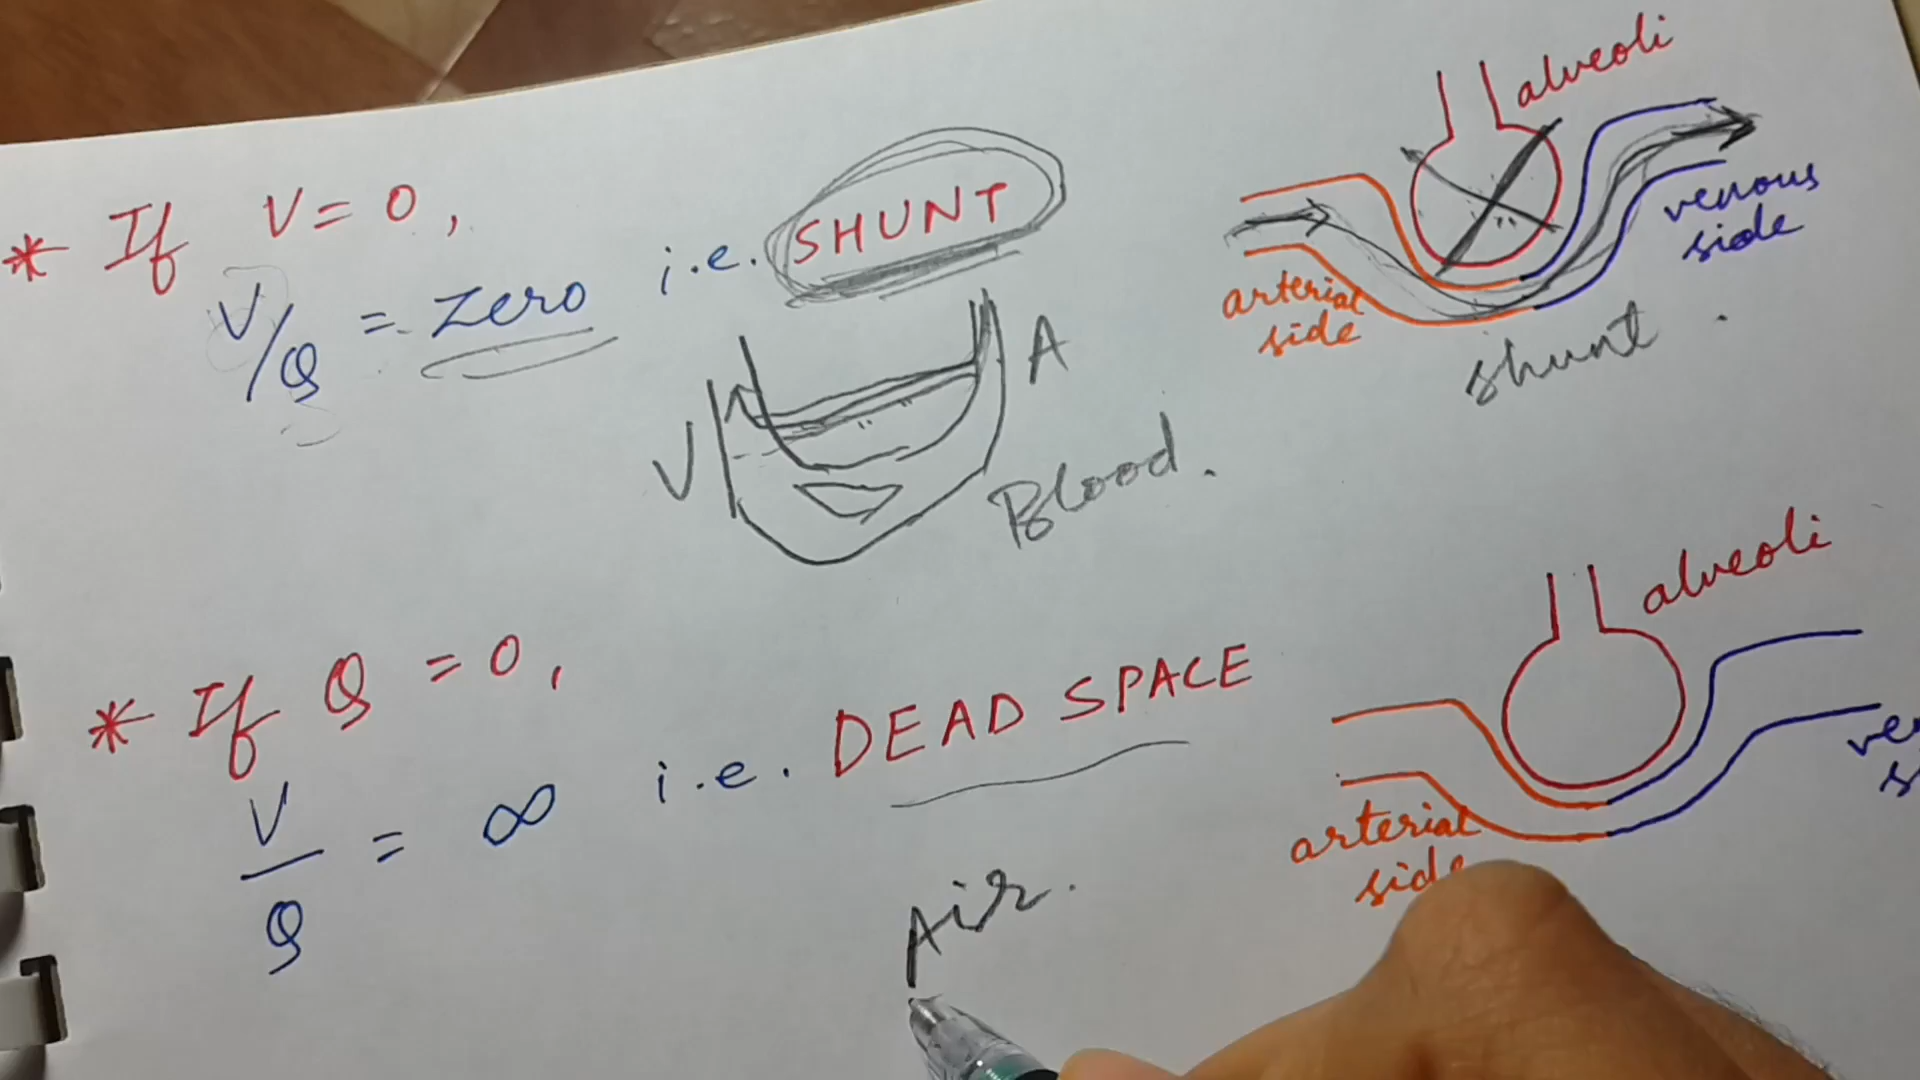 * If V = 0,
V/Q = Zero i.e. SHUNT
V
A
Blood.
alveoli
venous
side
arterial
side
shunt.
* If Q = 0,
V/Q = ∞ i.e. DEAD SPACE
Air.
alveoli
arterial
side